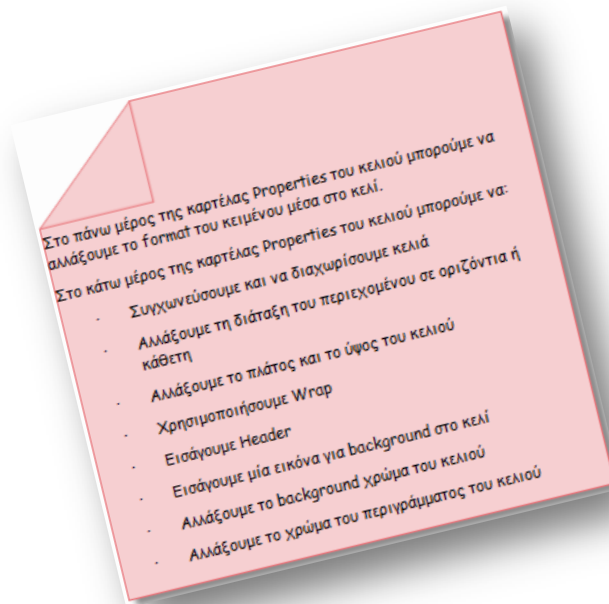 Στο πάνω μέρος της καρτέλας Properties του κελιού μπορούμε να
αλλάξουμε το format του κειμένου μέσα στο κελί.
Στο κάτω μέρος της καρτέλας Properties του κελιού μπορούμε να:
· Συγχωνεύσουμε και να διαχωρίσουμε κελιά
· Αλλάξουμε τη διάταξη του περιεχομένου σε οριζόντια ή
κάθετη
· Αλλάξουμε το πλάτος και το ύψος του κελιού
· Χρησιμοποιήσουμε Wrap
· Εισάγουμε Header
· Εισάγουμε μία εικόνα για background στο κελί
· Αλλάξουμε το background χρώμα του κελιού
· Αλλάξουμε το χρώμα του περιγράμματος του κελιού